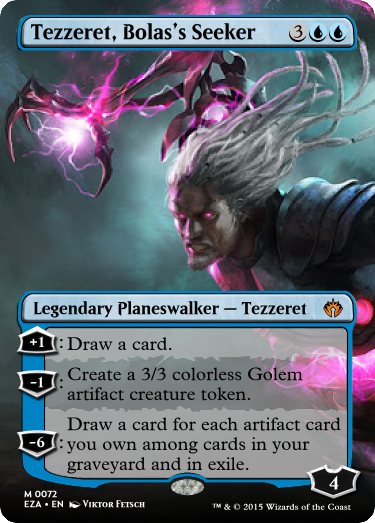 Tezzeret, Bolas's Seeker 3
Legendary Planeswalker — Tezzeret
+1: Draw a card.
-1: Create a 3/3 colorless Golem
artifact creature token.
Draw a card for each artifact card
-6: you own among cards in your
graveyard and in exile.
4
M 0072
EZA • EN Viktor Fetsch
™ & © 2015 Wizards of the Coast